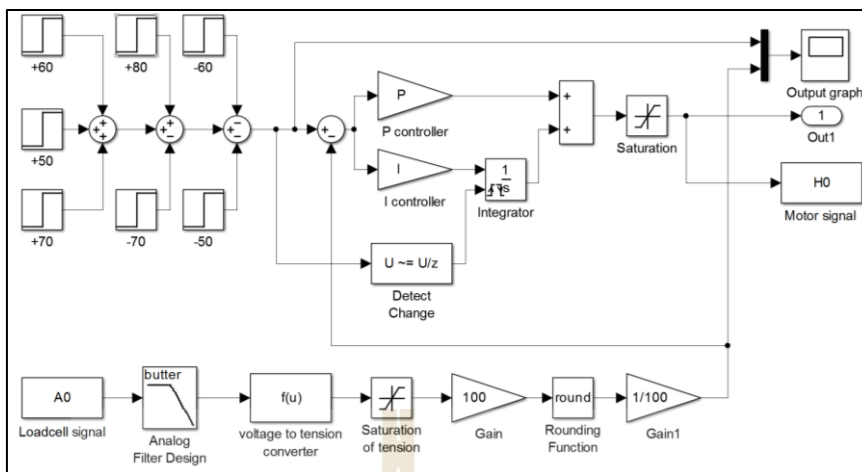 +60
+80
-60
+50
+70
-70
-50
+
+
+
+
-
+
-
-
+
-
P
P controller
I
I controller
1
s
Integrator
+
+
Saturation
Output graph
1
Out1
H0
Motor signal
U ~= U/z
Detect
Change
A0
Loadcell signal
butter
Analog
Filter Design
f(u)
voltage to tension
converter
Saturation
of tension
100
Gain
round
Rounding
Function
1/100
Gain1